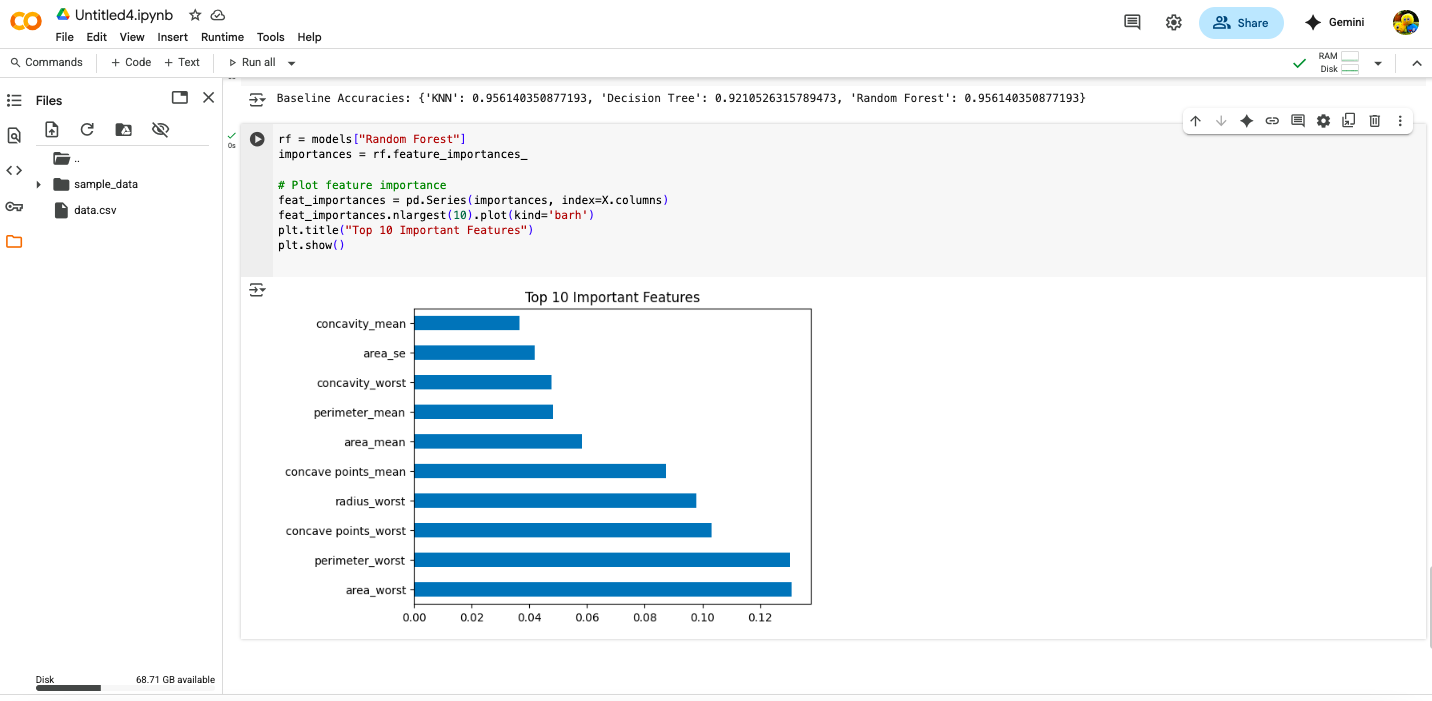 Untitled4.ipynb
File Edit View Insert Runtime Tools Help
Share
Gemini
Commands
+ Code + Text
Run all
RAM
Disk
Files
..
sample_data
data.csv
Disk 68.71 GB available
Baseline Accuracies: {'KNN': 0.956140350877193, 'Decision Tree': 0.9210526315789473, 'Random Forest': 0.956140350877193}
0s
rf = models["Random Forest"]
importances = rf.feature_importances_
# Plot feature importance
feat_importances = pd.Series(importances, index=X.columns)
feat_importances.nlargest(10).plot(kind='barh')
plt.title("Top 10 Important Features")
plt.show()
Top 10 Important Features
concavity_mean
area_se
concavity_worst
perimeter_mean
area_mean
concave points_mean
radius_worst
concave points_worst
perimeter_worst
area_worst
0.00 0.02 0.04 0.06 0.08 0.10 0.12